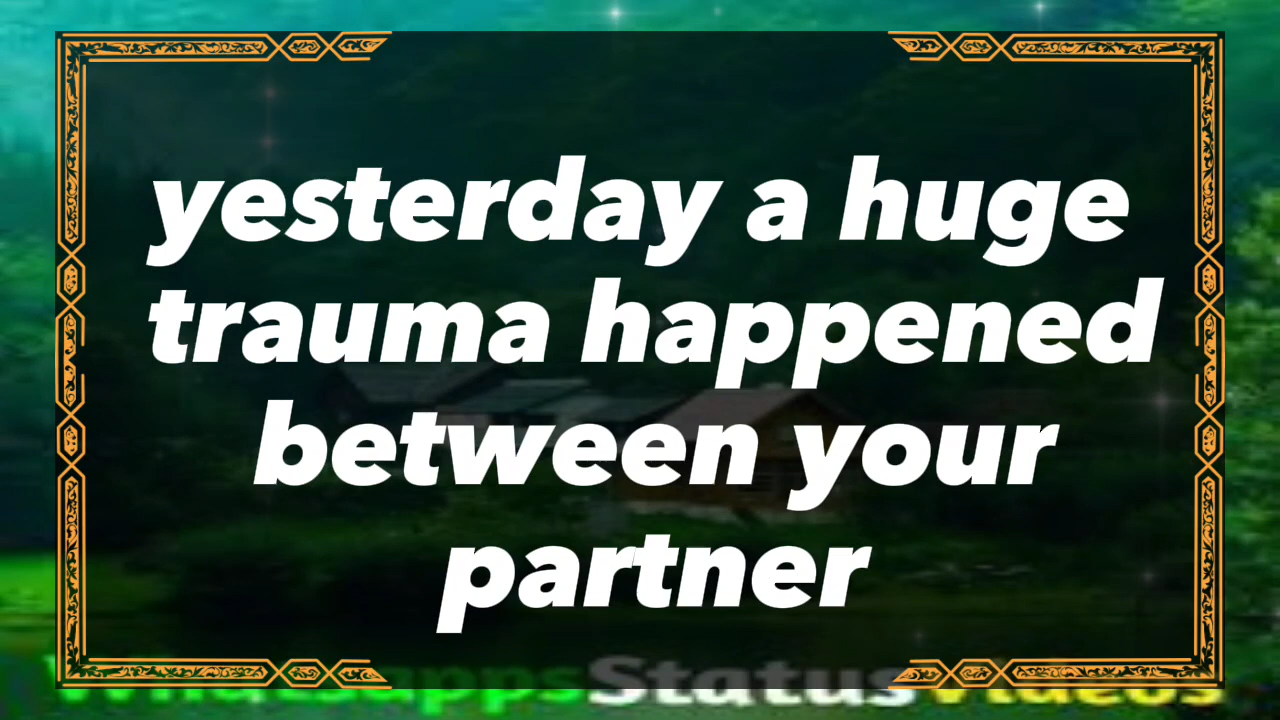 yesterday a huge
trauma happened
between your
partner
Status